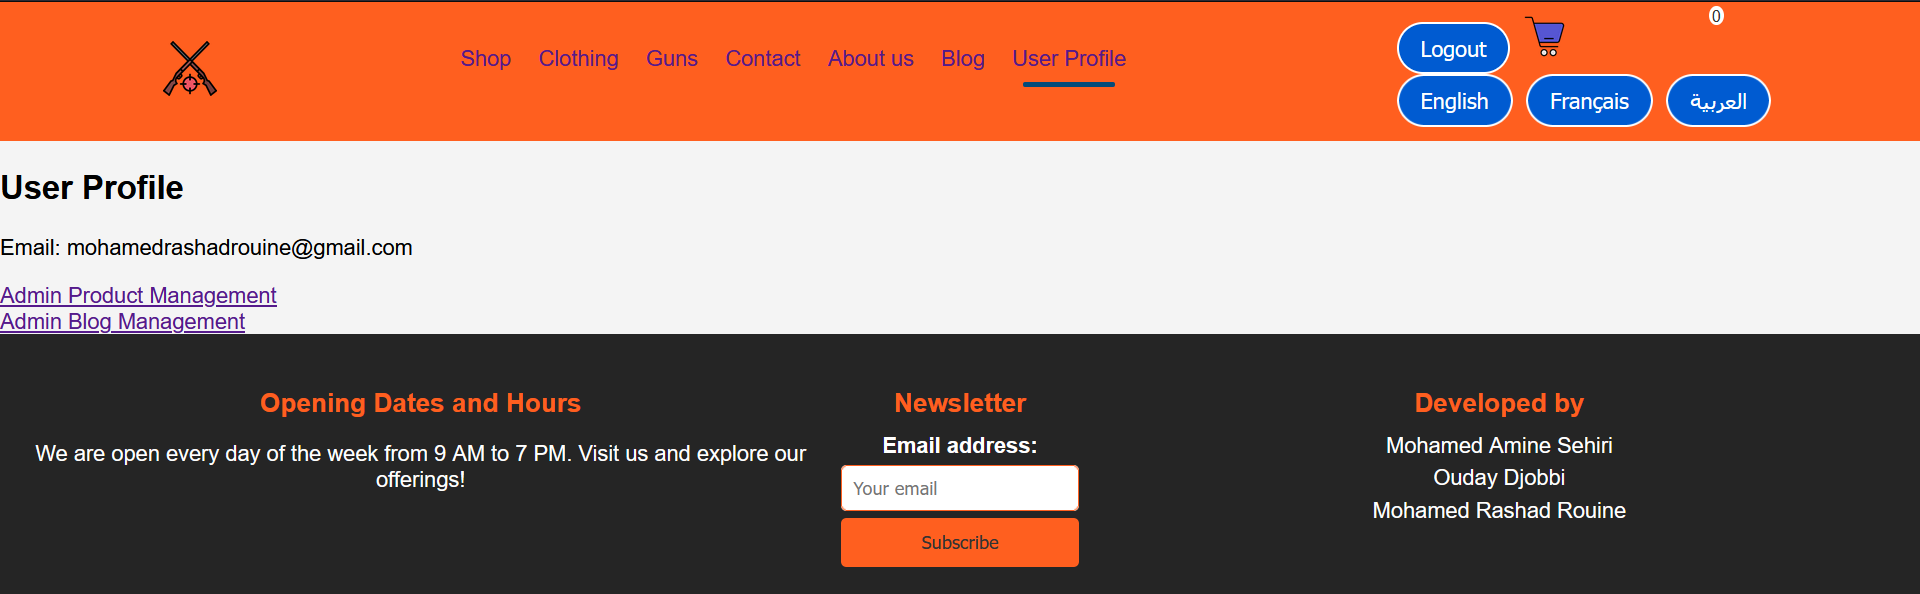 Shop Clothing Guns Contact About us Blog User Profile
Logout
0
English Français العربية
User Profile
Email: mohamedrashadrouine@gmail.com
Admin Product Management
Admin Blog Management
Opening Dates and Hours
We are open every day of the week from 9 AM to 7 PM. Visit us and explore our
offerings!
Newsletter
Email address:
Your email
Subscribe
Developed by
Mohamed Amine Sehiri
Ouday Djobbi
Mohamed Rashad Rouine